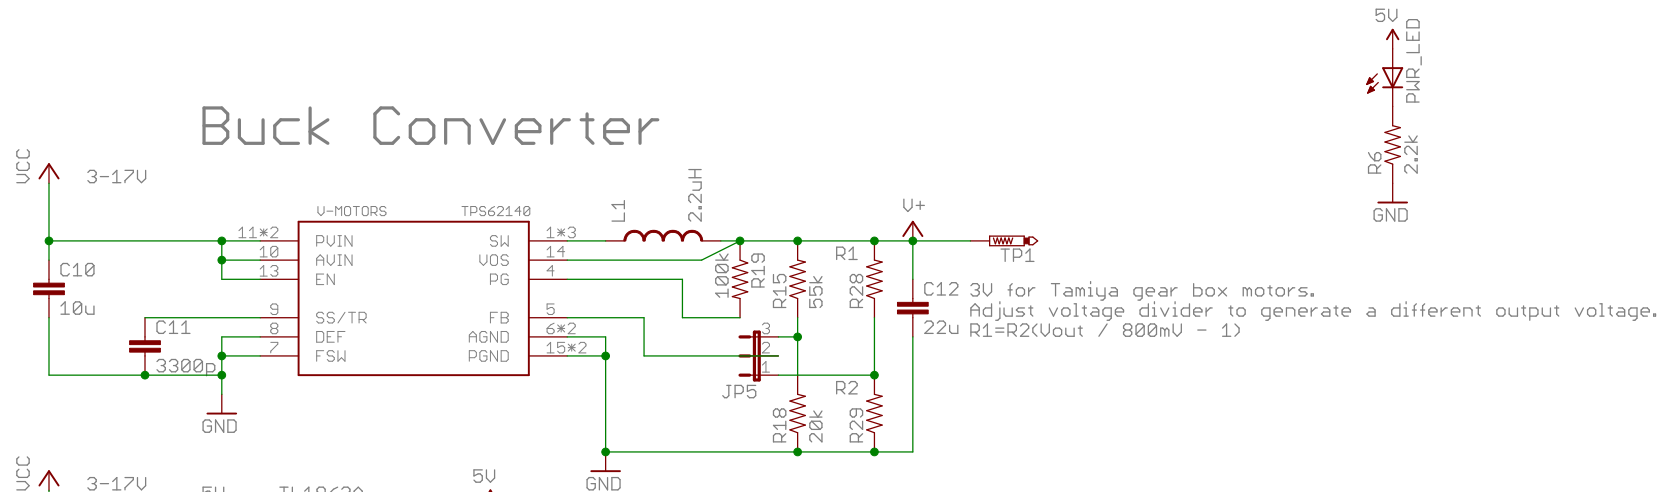 Buck Converter
VCC
3-17V
V-MOTORS
TPS62140
11*2
PVIN
10
AVIN
13
EN
9
SS/TR
8
DEF
7
FSW
SW
1*3
VOS
14
PG
4
FB
5
AGND
6*2
PGND
15*2
C10
10u
C11
3300p
GND
L1
2.2uH
100k
R19
R15
55k
R1
R28
V+
TP1
C12
22u
3V for Tamiya gear box motors.
Adjust voltage divider to generate a different output voltage.
R1=R2(Vout / 800mV - 1)
3
2
1
JP5
R18
20k
R2
R29
GND
5V
PWR_LED
R6
2.2k
GND
VCC
3-17V
5V